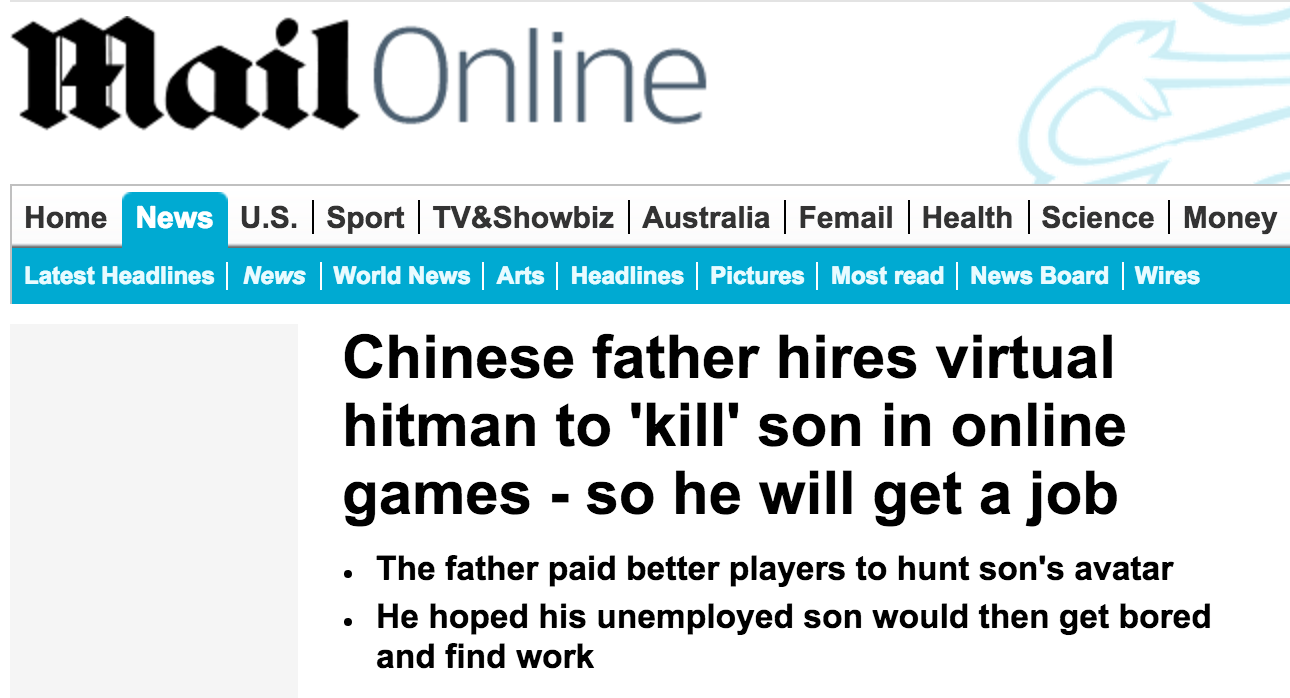 Mail Online
Home News U.S. Sport TV&Showbiz Australia Femail Health Science Money
Latest Headlines News World News Arts Headlines Pictures Most read News Board Wires
Chinese father hires virtual
hitman to 'kill' son in online
games - so he will get a job
The father paid better players to hunt son's avatar
He hoped his unemployed son would then get bored
and find work